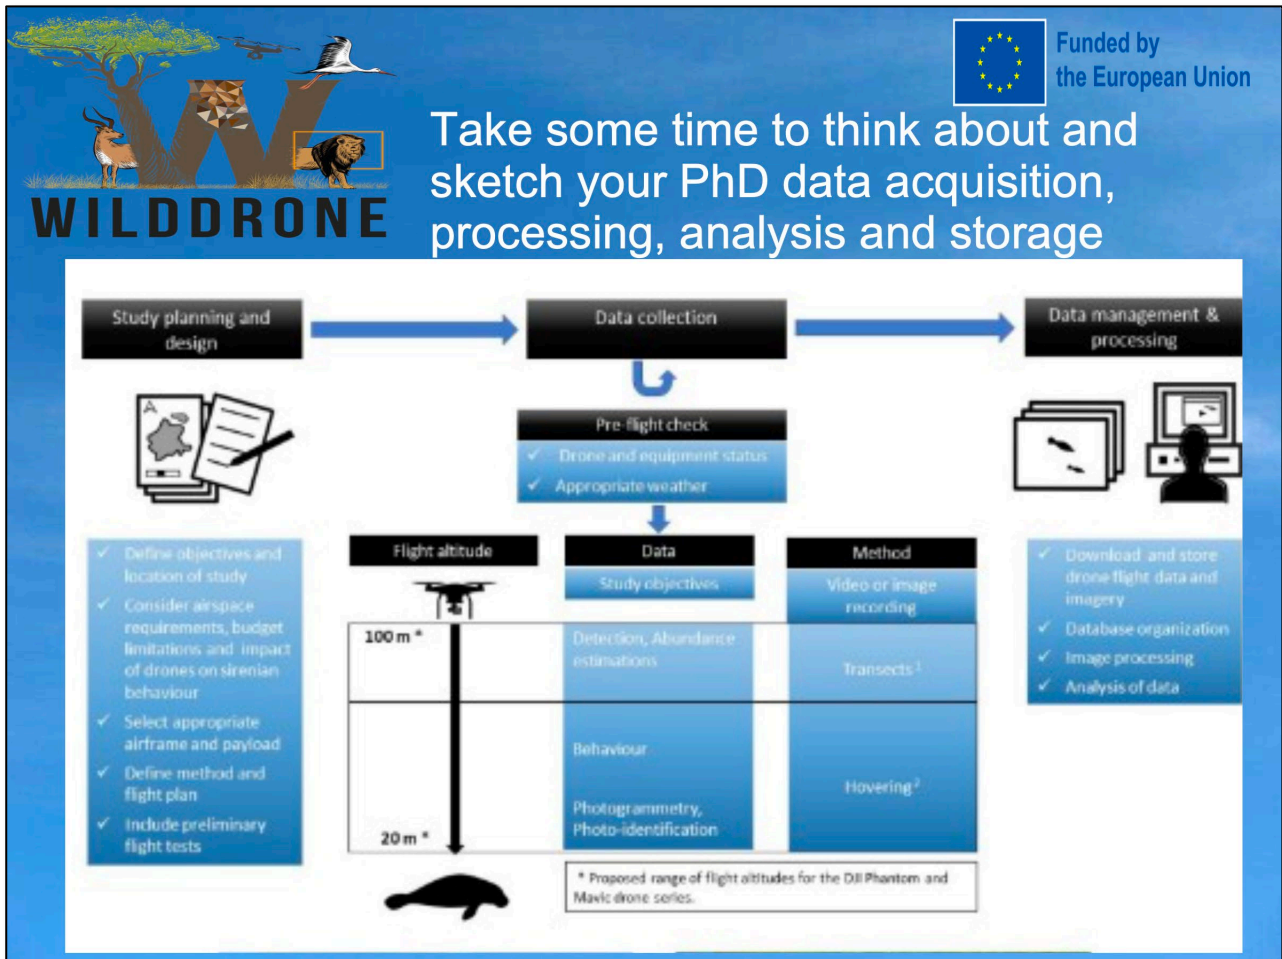 WILDDRONE
Funded by
the European Union
Take some time to think about and
sketch your PhD data acquisition,
processing, analysis and storage
Study planning and
design
Data collection
Data management &
processing
Pre-flight check
✓ Drone and equipment status
✓ Appropriate weather
✓ Define objectives and
location of study
✓ Consider airspace
requirements, budget
limitations and impact
of drones on sirenian
behaviour
✓ Select appropriate
airframe and payload
✓ Define method and
flight plan
✓ Include preliminary
flight tests
Flight altitude
100 m *
20 m *
Data
Study objectives
Detection, Abundance
estimations
Behaviour
Photogrammetry,
Photo-identification
Method
Video or image
recording
Transects ¹
Hovering ²
* Proposed range of flight altitudes for the DJI Phantom and
Mavic drone series.
✓ Download and store
drone flight data and
imagery
✓ Database organization
✓ Image processing
✓ Analysis of data